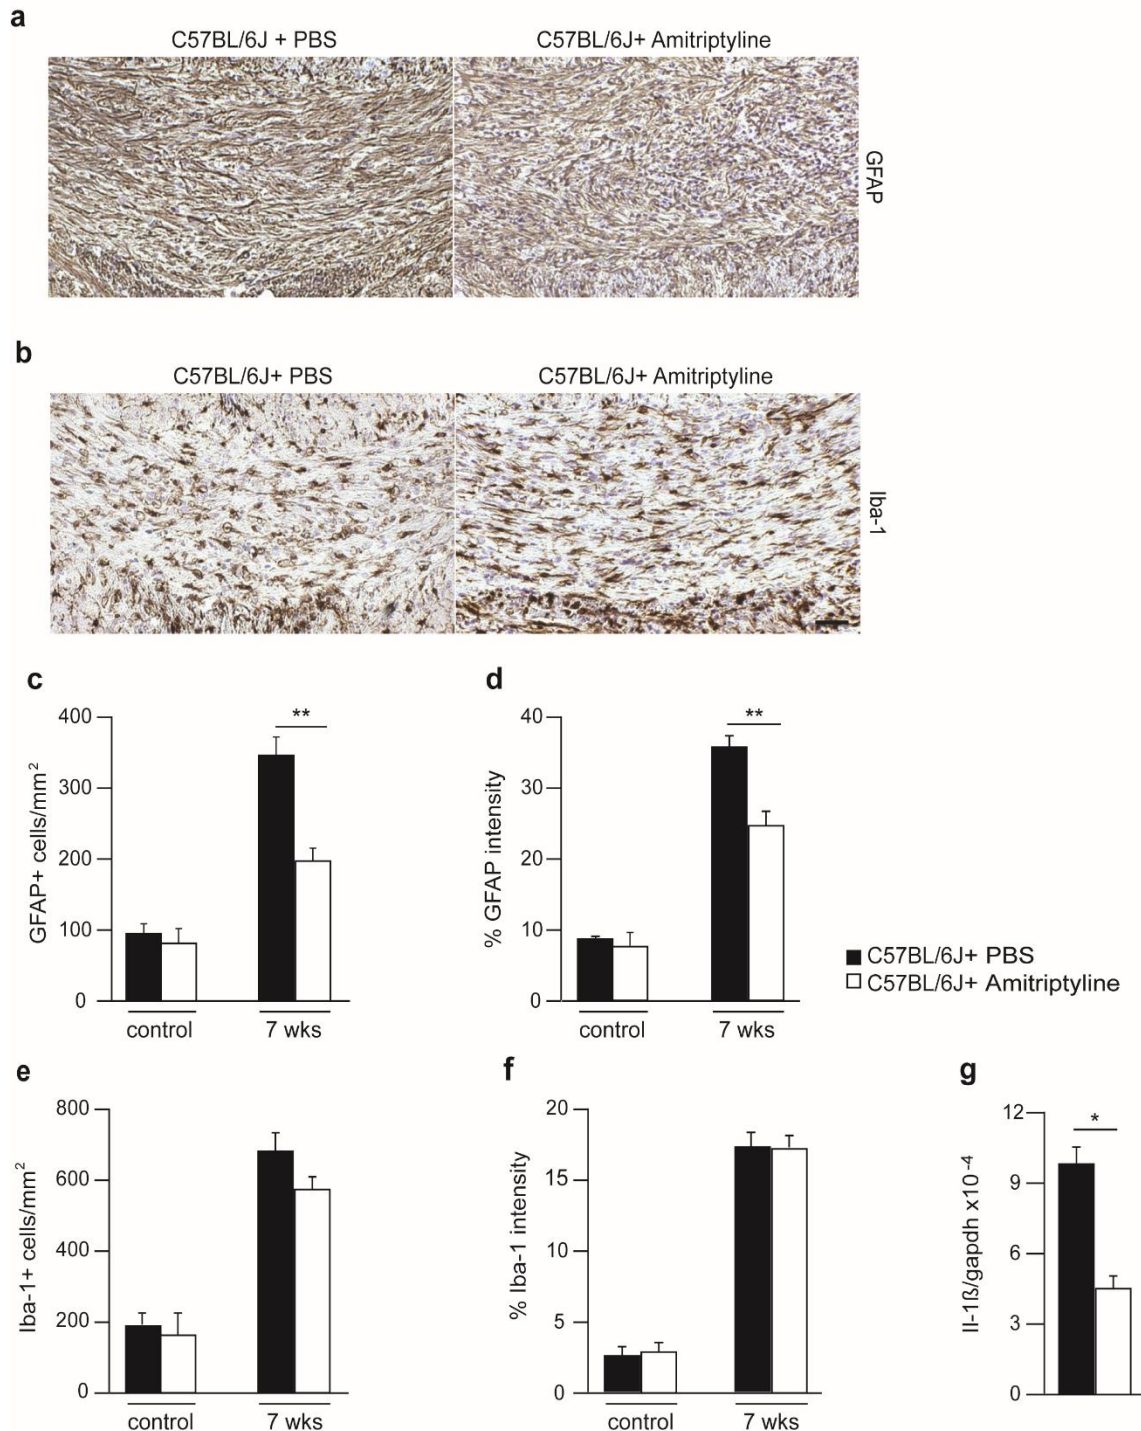 a
C57BL/6J + PBS
C57BL/6J+ Amitriptyline
GFAP
b
C57BL/6J+ PBS
C57BL/6J+ Amitriptyline
Iba-1
c
GFAP+ cells/mm²
400
300
200
100
0
**
control
7 wks
d
% GFAP intensity
40
30
20
10
0
**
control
7 wks
C57BL/6J+ PBS
C57BL/6J+ Amitriptyline
e
Iba-1+ cells/mm²
800
600
400
200
0
control
7 wks
f
% Iba-1 intensity
20
15
10
5
0
control
7 wks
g
Il-1ß/gapdh x10⁻⁴
12
9
6
3
0
*